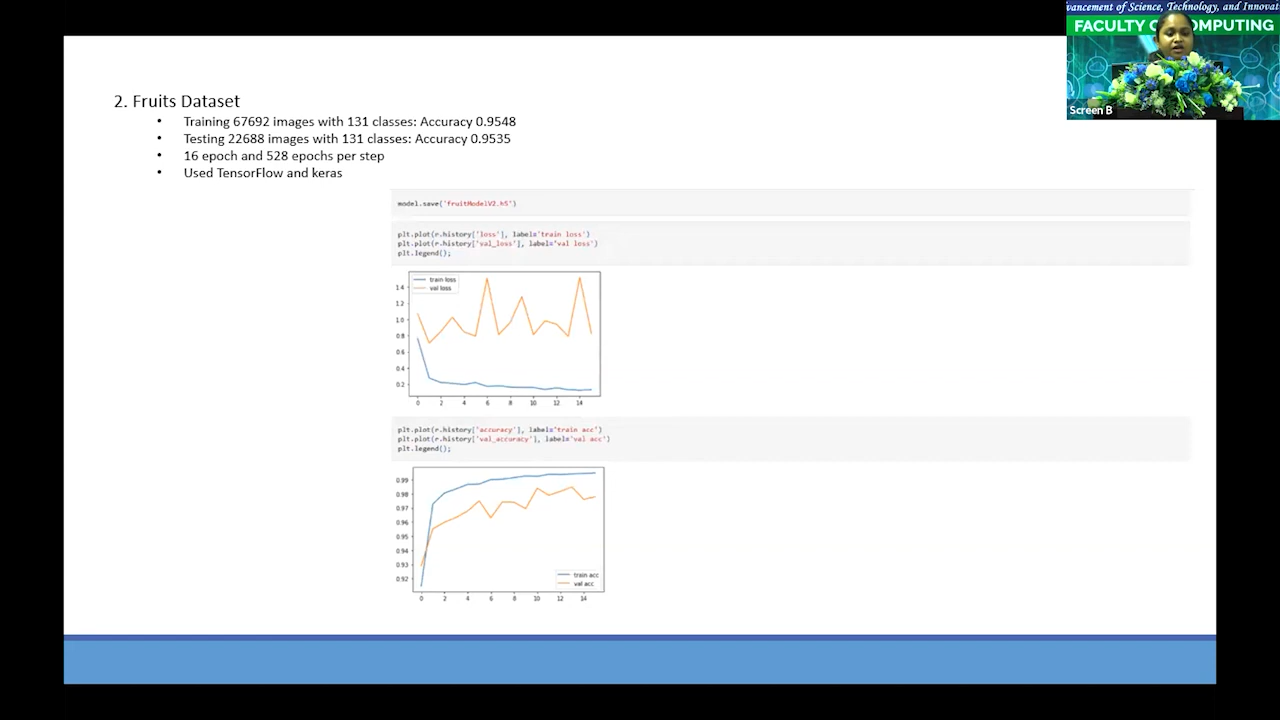 vancement of Science, Technology, and Innovat
FACULTY C OMPUTING
Screen B
2. Fruits Dataset
• Training 67692 images with 131 classes: Accuracy 0.9548
• Testing 22688 images with 131 classes: Accuracy 0.9535
• 16 epoch and 528 epochs per step
• Used TensorFlow and keras
model.save('fruitModelV2.h5')
plt.plot(r.history['loss'], label='train loss')
plt.plot(r.history['val_loss'], label='val loss')
plt.legend();
train loss
val loss
1.4
1.2
1.0
0.8
0.6
0.4
0.2
0 2 4 6 8 10 12 14
plt.plot(r.history['accuracy'], label='train acc')
plt.plot(r.history['val_accuracy'], label='val acc')
plt.legend();
0.99
0.98
0.97
0.96
0.95
0.94
0.93
0.92
train acc
val acc
0 2 4 6 8 10 12 14